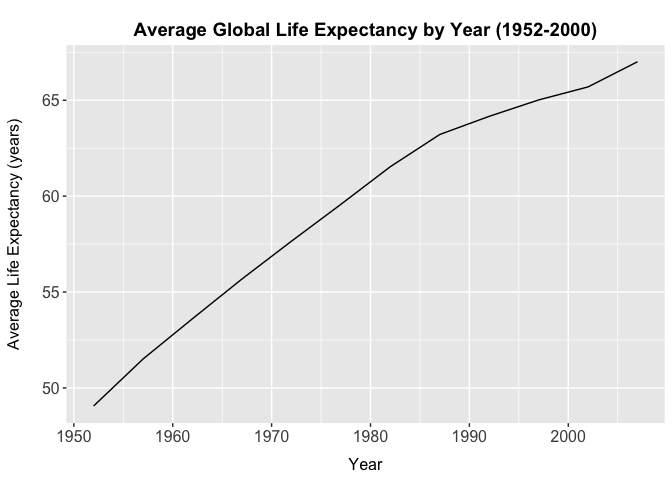 Average Global Life Expectancy by Year (1952-2000)
Average Life Expectancy (years)
65
60
55
50
1950 1960 1970 1980 1990 2000
Year